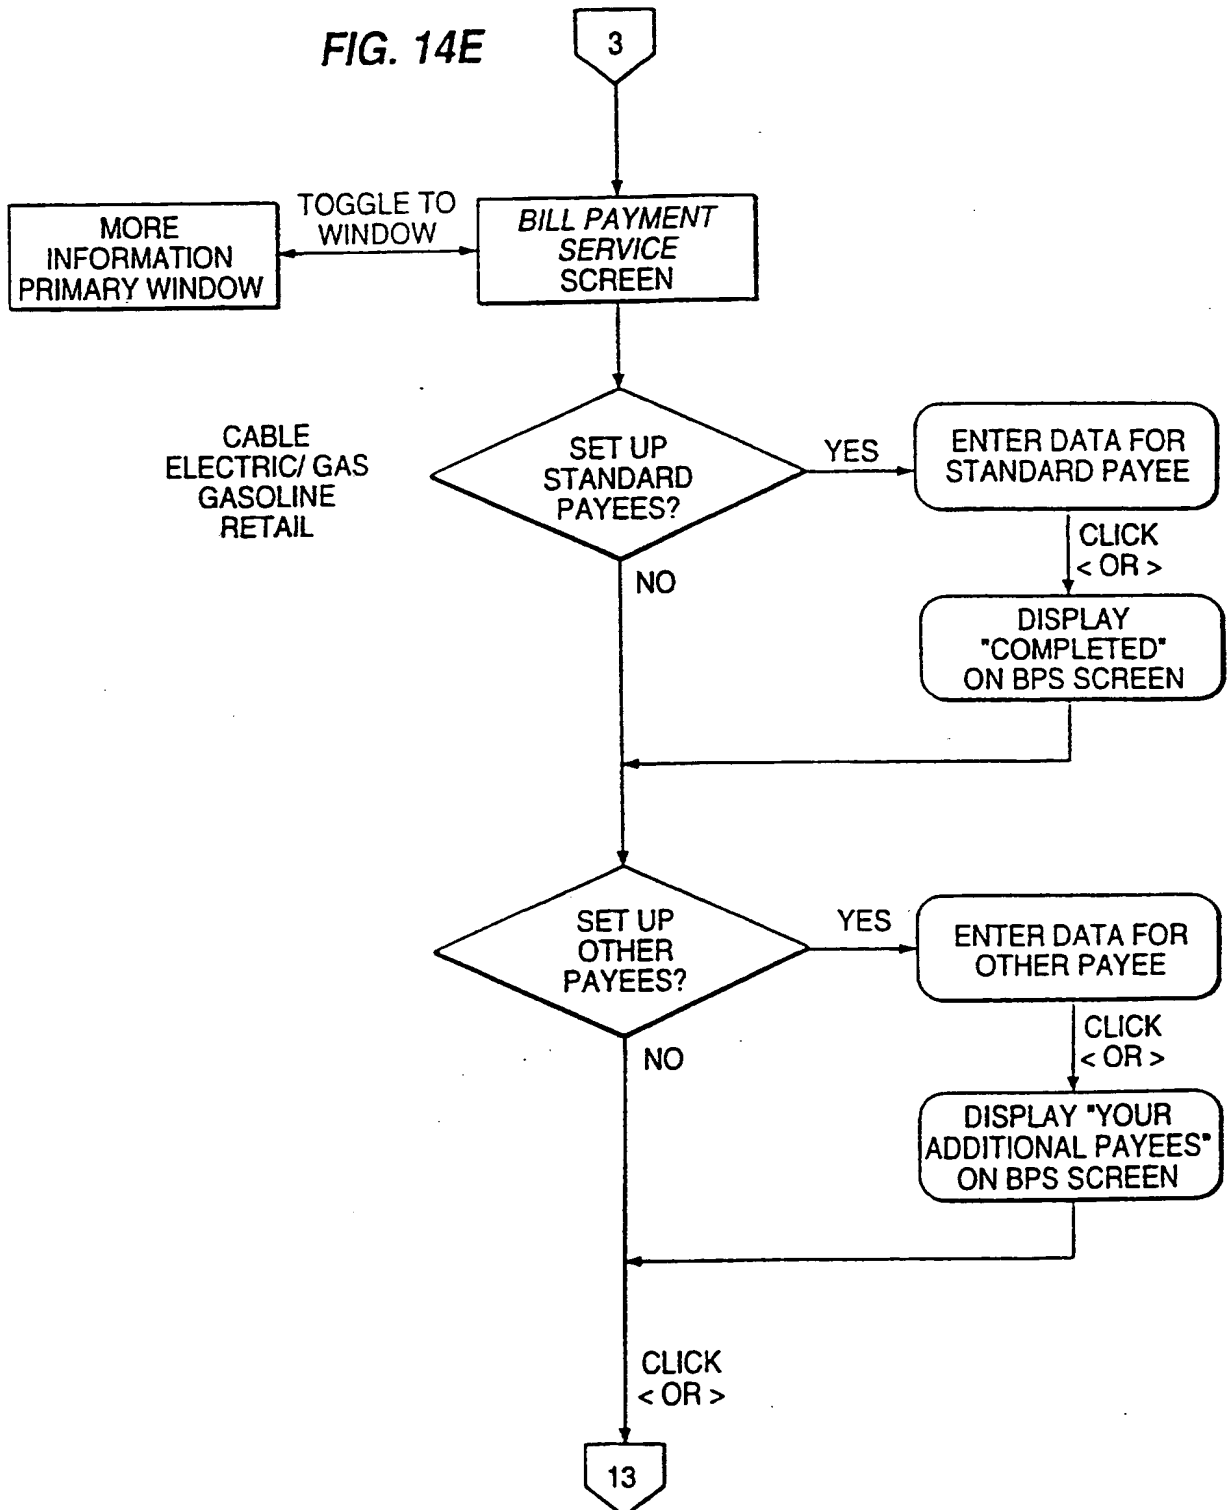 FIG. 14E
3
TOGGLE TO
WINDOW
MORE
INFORMATION
PRIMARY WINDOW
BILL PAYMENT
SERVICE
SCREEN
CABLE
ELECTRIC/ GAS
GASOLINE
RETAIL
SET UP
STANDARD
PAYEES?
YES
ENTER DATA FOR
STANDARD PAYEE
NO
CLICK
< OR >
DISPLAY
"COMPLETED"
ON BPS SCREEN
SET UP
OTHER
PAYEES?
YES
ENTER DATA FOR
OTHER PAYEE
NO
CLICK
< OR >
DISPLAY "YOUR
ADDITIONAL PAYEES"
ON BPS SCREEN
CLICK
< OR >
13